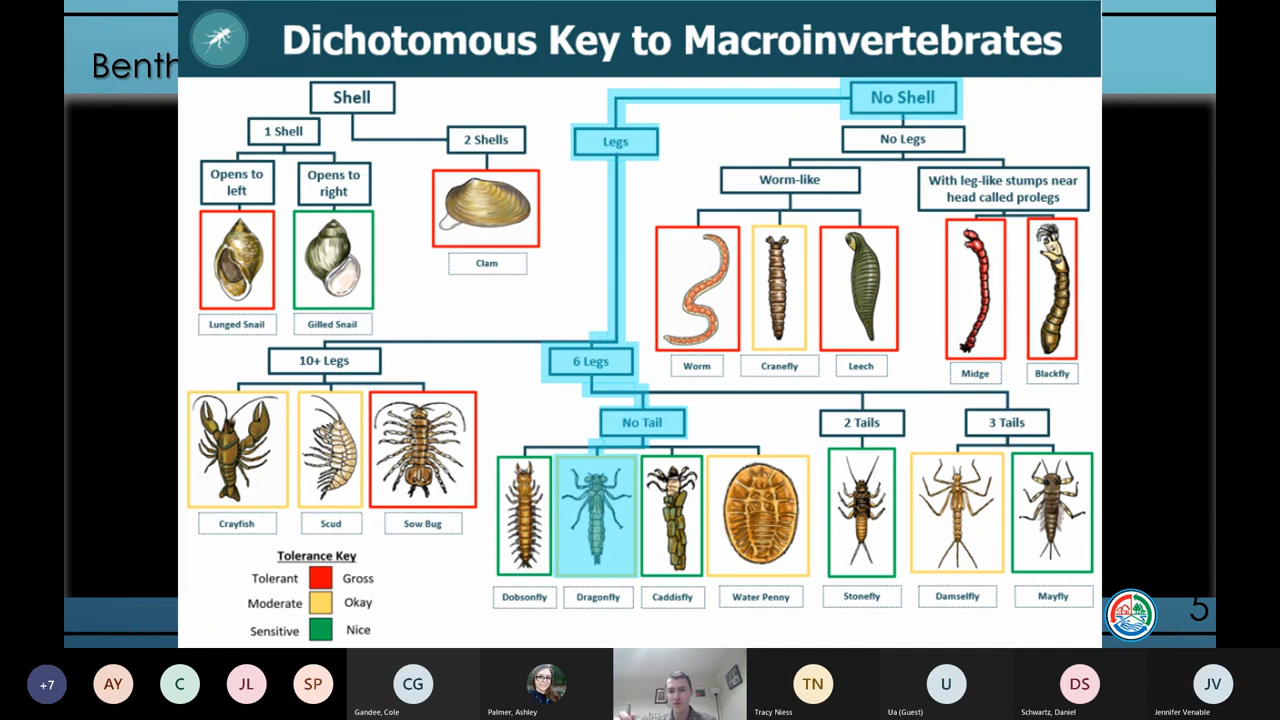 Dichotomous Key to Macroinvertebrates
Benth
Shell
No Shell
1 Shell
2 Shells
Legs
No Legs
Opens to
left
Opens to
right
Worm-like
With leg-like stumps near
head called prolegs
Clam
Lunged Snail
Gilled Snail
Worm
Cranefly
Leech
Midge
Blackfly
10+ Legs
6 Legs
No Tail
2 Tails
3 Tails
Crayfish
Scud
Sow Bug
Dobsonfly
Dragonfly
Caddisfly
Water Penny
Stonefly
Damselfly
Mayfly
Tolerance Key
Tolerant
Gross
Moderate
Okay
Sensitive
Nice
5
+7
AY
C
JL
SP
CG
Gandee, Cole
Palmer, Ashley
TN
Tracy Niess
U
Ua (Guest)
DS
Schwartz, Daniel
JV
Jennifer Venable